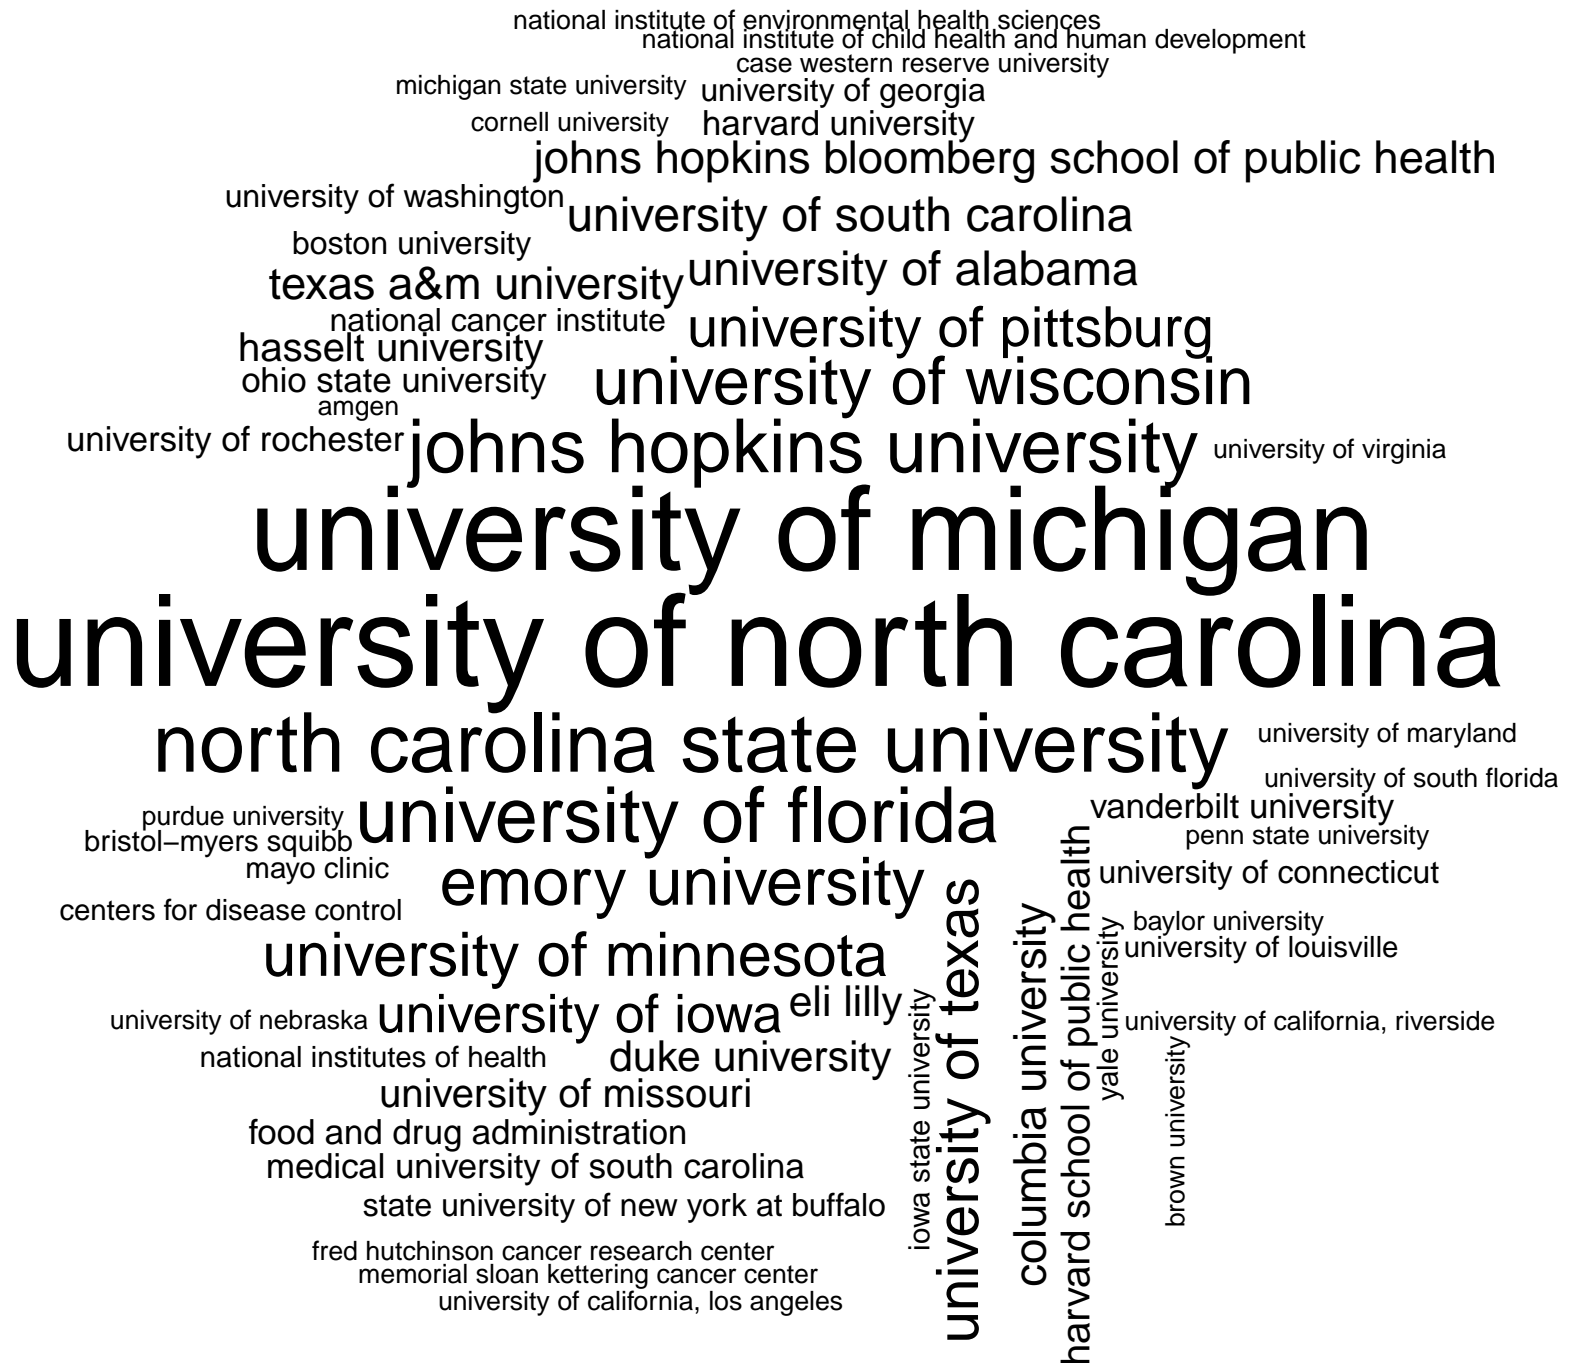 national institute of environmental health sciences
national institute of child health and human development
case western reserve university
michigan state university
university of georgia
cornell university
harvard university
johns hopkins bloomberg school of public health
university of washington
university of south carolina
boston university
university of alabama
texas a&m university
national cancer institute
university of pittsburg
hasselt university
ohio state university
university of wisconsin
amgen
university of rochester
johns hopkins university
university of virginia
university of michigan
university of north carolina
north carolina state university
university of maryland
university of south florida
purdue university
university of florida
vanderbilt university
bristol–myers squibb
penn state university
mayo clinic
emory university
university of connecticut
centers for disease control
baylor university
university of minnesota
university of louisville
university of nebraska
university of iowa
eli lilly
iowa state university
university of texas
columbia university
harvard school of public health
yale university
university of california, riverside
brown university
national institutes of health
duke university
university of missouri
food and drug administration
medical university of south carolina
state university of new york at buffalo
fred hutchinson cancer research center
memorial sloan kettering cancer center
university of california, los angeles